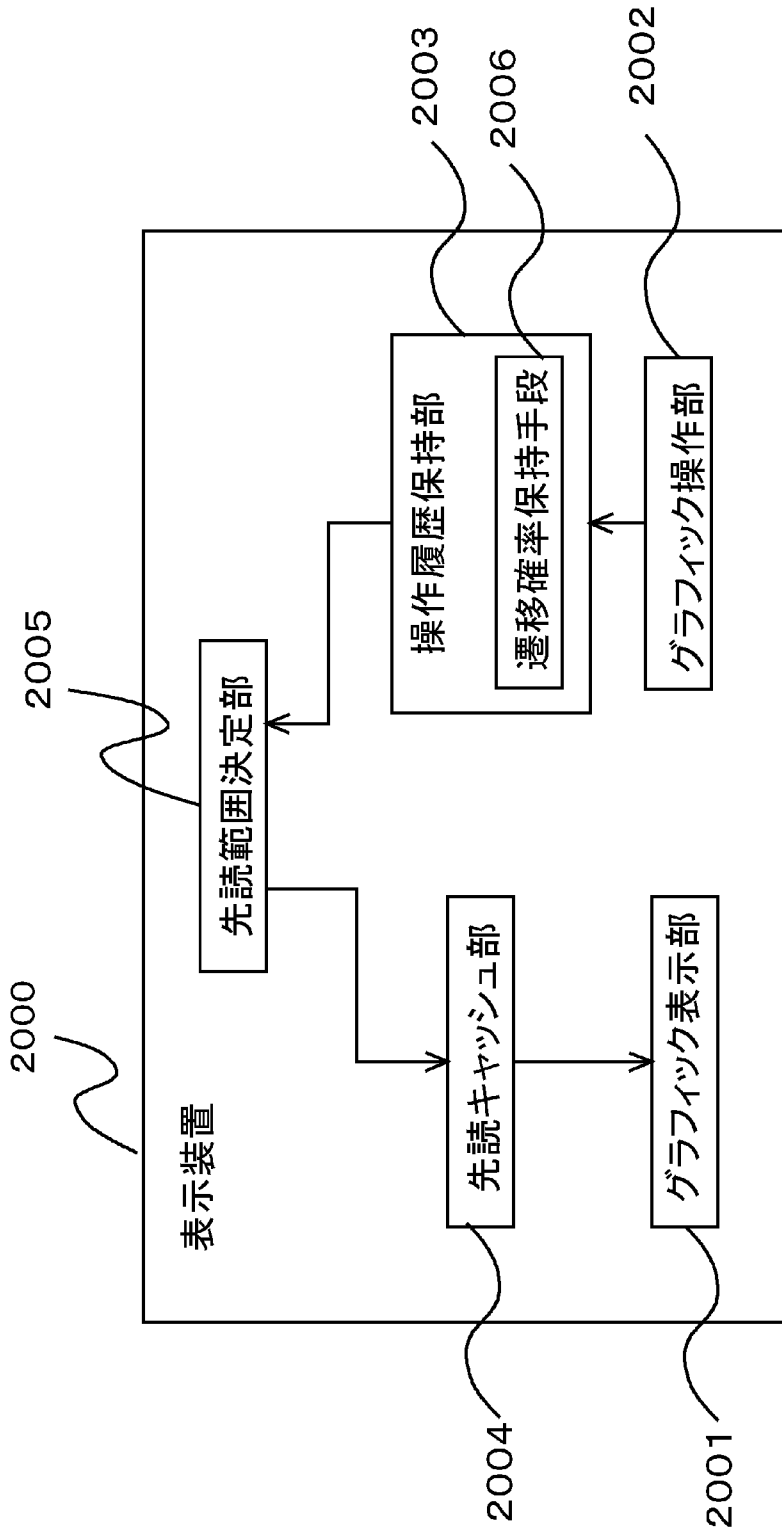 2000
2005
表示装置
先読範囲決定部
2003
操作履歴保持部
2006
遷移確率保持手段
2004
先読キャッシュ部
2002
グラフィック操作部
2001
グラフィック表示部